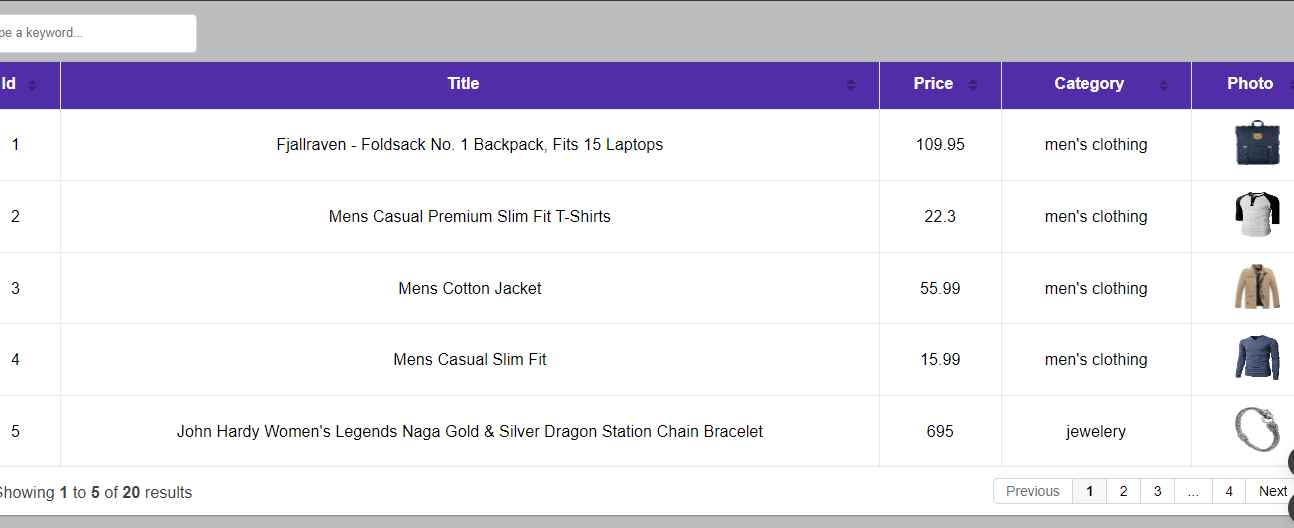 pe a keyword...
Id Title Price Category Photo
1 Fjallraven - Foldsack No. 1 Backpack, Fits 15 Laptops 109.95 men's clothing
2 Mens Casual Premium Slim Fit T-Shirts 22.3 men's clothing
3 Mens Cotton Jacket 55.99 men's clothing
4 Mens Casual Slim Fit 15.99 men's clothing
5 John Hardy Women's Legends Naga Gold & Silver Dragon Station Chain Bracelet 695 jewelery
Showing 1 to 5 of 20 results Previous 1 2 3 ... 4 Next